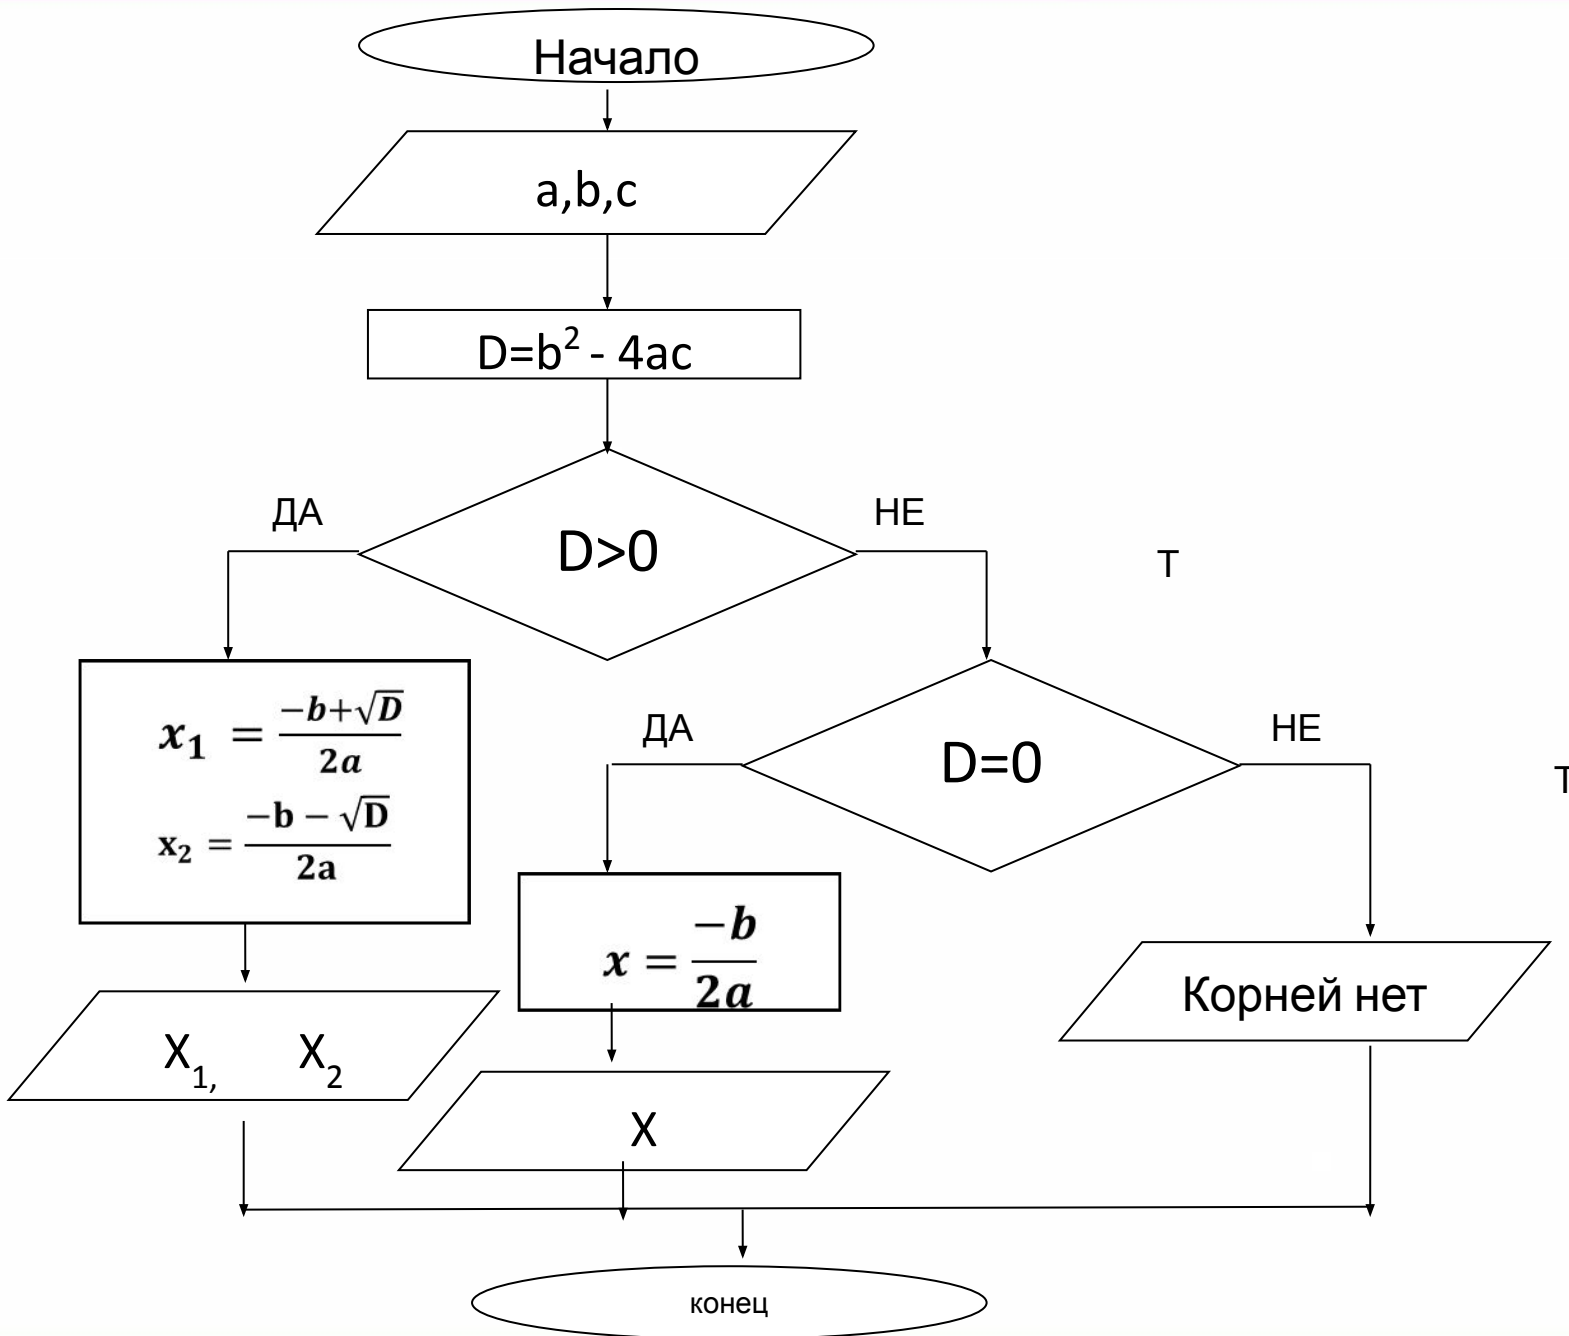 Начало
a,b,c
D=b² - 4ac
ДА
НЕ
Т
D>0
x₁ = (−b+√D)/2a
x₂ = (−b − √D)/2a
ДА
НЕ
Т
D=0
x = −b/2a
Корней нет
X₁, X₂
X
конец